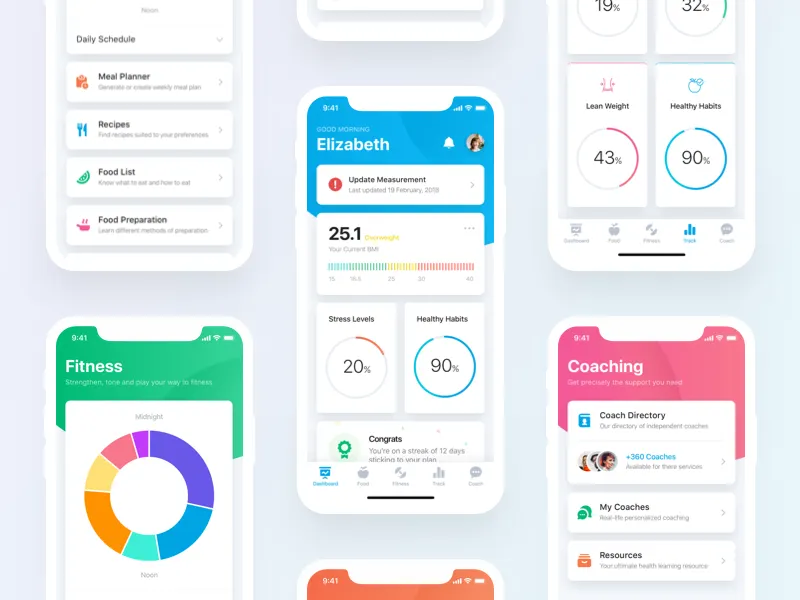 Noon
Daily Schedule
Meal Planner
Generate or create weekly meal plan
Recipes
Find recipes suited to your preferences
Food List
Know what to eat and how to eat
Food Preparation
Learn different methods of preparation
9:41
Fitness
Strengthen, tone and play your way to fitness
Midnight
Noon
9:41
GOOD MORNING
Elizabeth
Update Measurement
Last updated 19 February, 2019
25.1 Overweight
Your Current BMI
15 18.5 25 30 40
Stress Levels
20%
Healthy Habits
90%
Congrats
You're on a streak of 12 days
sticking to your plan
Dashboard Food Fitness Track Coach
9:41
19%
32%
Lean Weight
43%
Healthy Habits
90%
Dashboard Food Fitness Track Coach
9:41
Coaching
Get precisely the support you need
Coach Directory
Our directory of independent coaches
+360 Coaches
Available for there services
My Coaches
Real-life personalized coaching
Resources
Your ultimate health learning resource